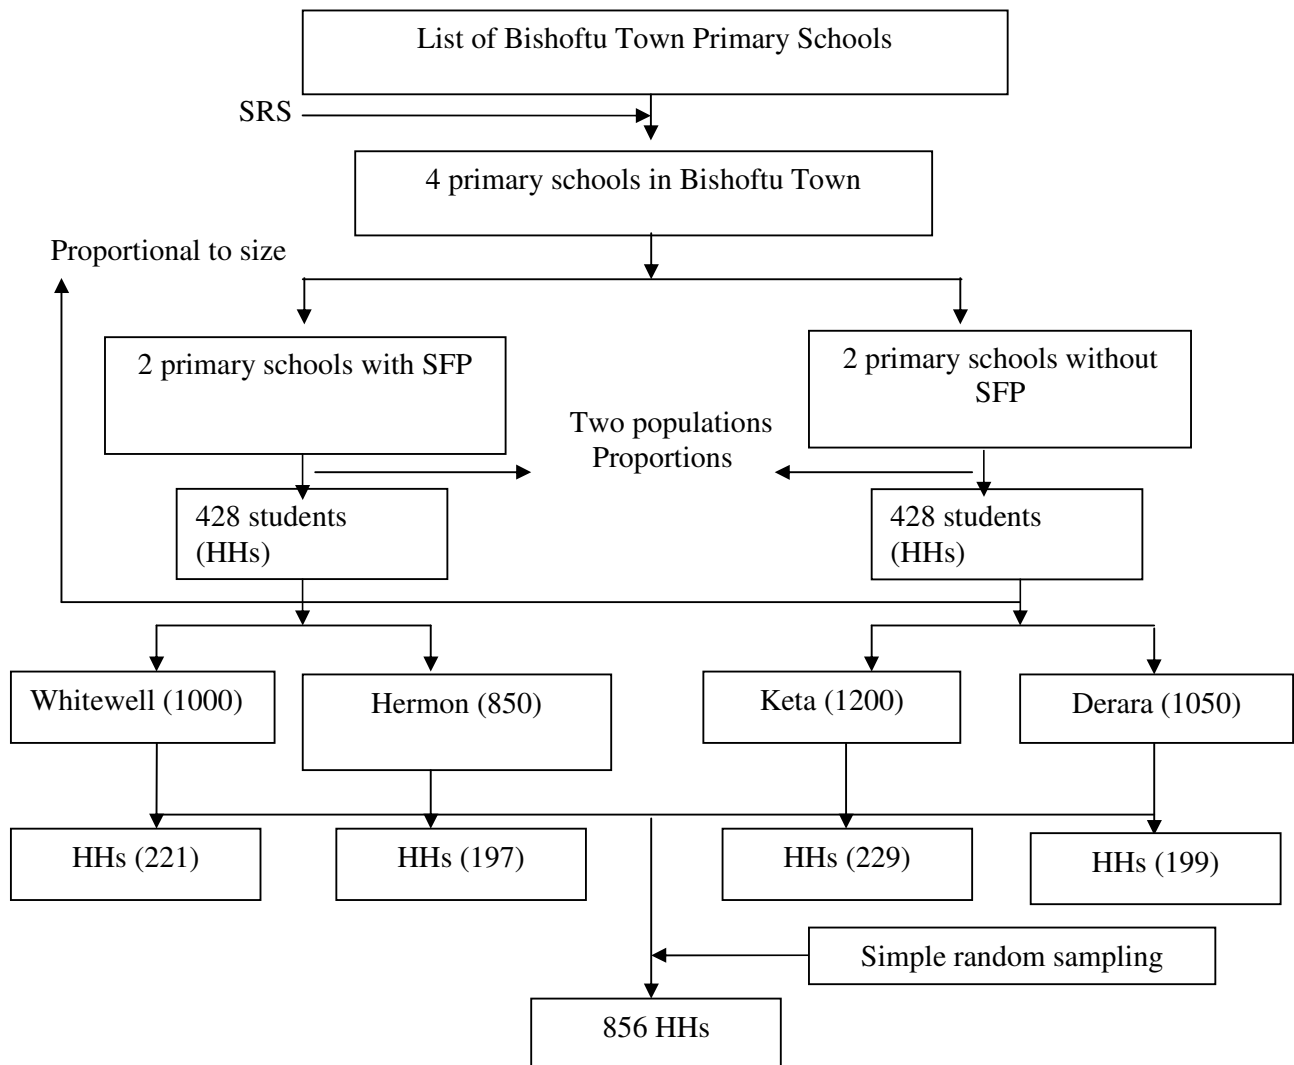 List of Bishoftu Town Primary Schools
SRS
4 primary schools in Bishoftu Town
Proportional to size
2 primary schools with SFP
2 primary schools without
SFP
Two populations
Proportions
428 students
(HHs)
428 students
(HHs)
Whitewell (1000)
Hermon (850)
Keta (1200)
Derara (1050)
HHs (221)
HHs (197)
HHs (229)
HHs (199)
Simple random sampling
856 HHs